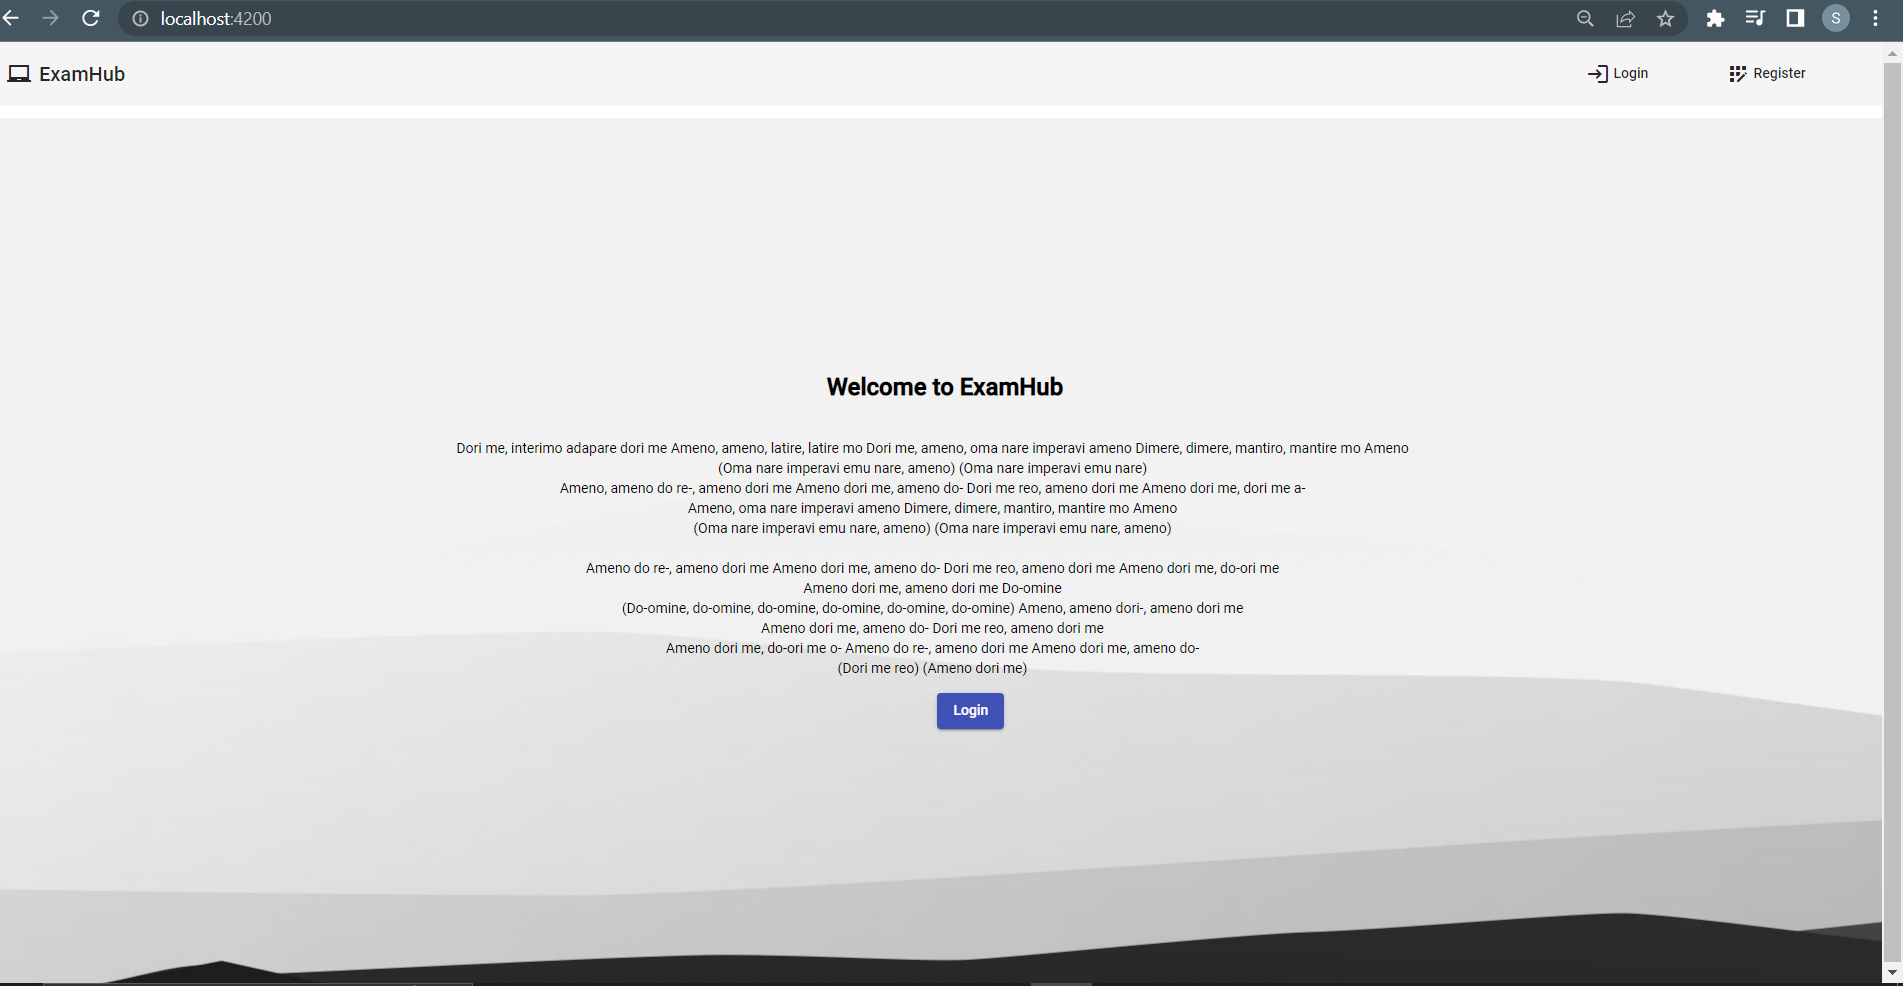 localhost:4200
S
ExamHub
Login
Register
Welcome to ExamHub
Dori me, interimo adapare dori me Ameno, ameno, latire, latire mo Dori me, ameno, oma nare imperavi ameno Dimere, dimere, mantiro, mantire mo Ameno
(Oma nare imperavi emu nare, ameno) (Oma nare imperavi emu nare)
Ameno, ameno do re-, ameno dori me Ameno dori me, ameno do- Dori me reo, ameno dori me Ameno dori me, dori me a-
Ameno, oma nare imperavi ameno Dimere, dimere, mantiro, mantire mo Ameno
(Oma nare imperavi emu nare, ameno) (Oma nare imperavi emu nare, ameno)
Ameno do re-, ameno dori me Ameno dori me, ameno do- Dori me reo, ameno dori me Ameno dori me, do-ori me
Ameno dori me, ameno dori me Do-omine
(Do-omine, do-omine, do-omine, do-omine, do-omine, do-omine) Ameno, ameno dori-, ameno dori me
Ameno dori me, ameno do- Dori me reo, ameno dori me
Ameno dori me, do-ori me o- Ameno do re-, ameno dori me Ameno dori me, ameno do-
(Dori me reo) (Ameno dori me)
Login